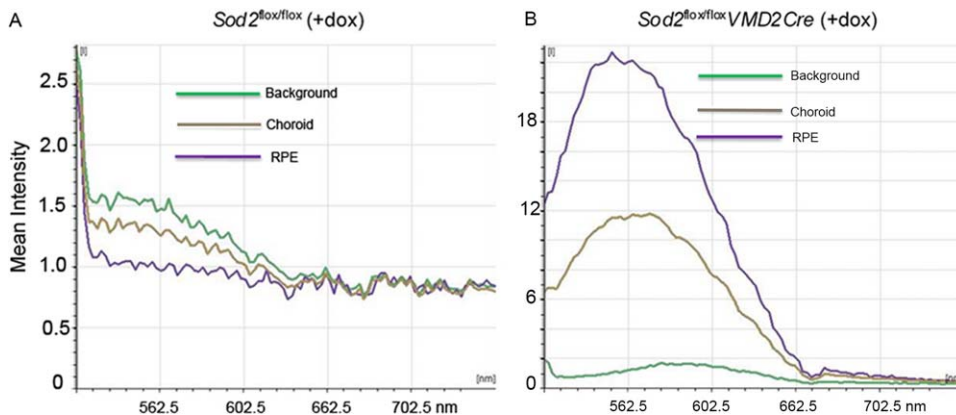 A
Sod2flox/flox (+dox)
[I]
2.5
2.0
1.5
1.0
0.5
0
Mean Intensity
Background
Choroid
RPE
[nm]
562.5 602.5 662.5 702.5 nm
B
Sod2flox/floxVMD2Cre (+dox)
[I]
18
12
6
0
Background
Choroid
RPE
[nm]
562.5 602.5 662.5 702.5 nm